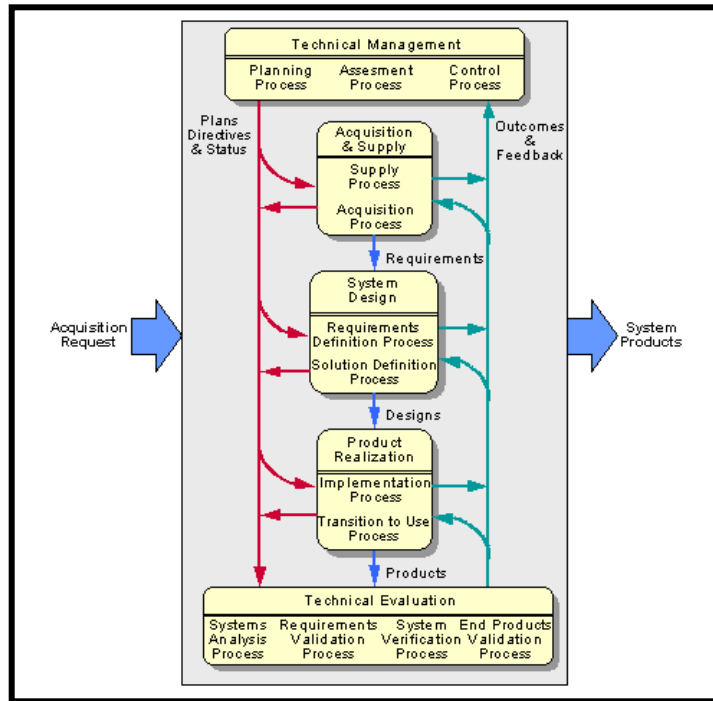 Technical Management
Planning Process
Assesment Process
Control Process
Plans
Directives
& Status
Outcomes
&
Feedback
Acquisition
& Supply
Supply
Process
Acquisition
Process
Requirements
System
Design
Requirements
Definition Process
Solution Definition
Process
Acquisition
Request
System
Products
Designs
Product
Realization
Implementation
Process
Transition to Use
Process
Products
Technical Evaluation
Systems
Analysis
Process
Requirements
Validation
Process
System
Verification
Process
End Products
Validation
Process